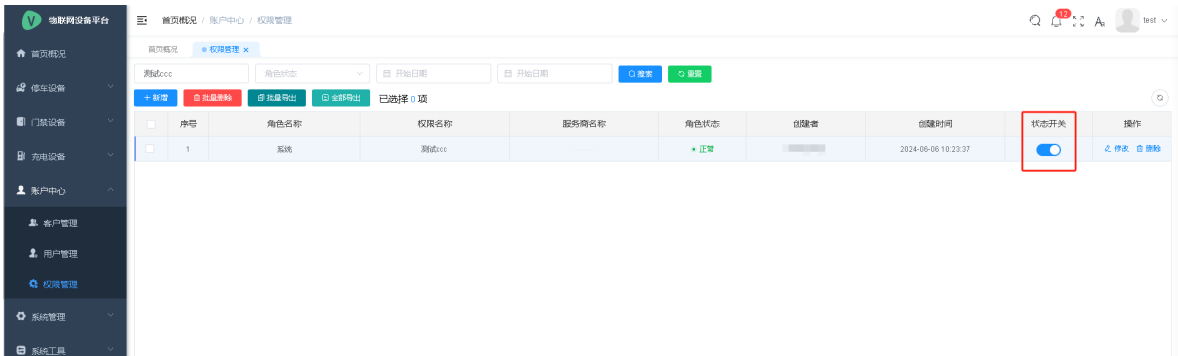 物联网设备平台
首页概况 / 账户中心 / 权限管理
12
test
首页概况
停车设备
门禁设备
充电设备
账户中心
客户管理
用户管理
权限管理
系统管理
系统工具
首页概况
权限管理 ×
测试ccc
角色状态
开始日期
开始日期
搜索
重置
+ 新增
批量删除
批量导出
全部导出
已选择 0 项
序号 角色名称 权限名称 服务商名称 角色状态 创建者 创建时间 状态开关 操作
1 系统 测试ccc 正常 2024-06-06 10:23:37 修改 删除